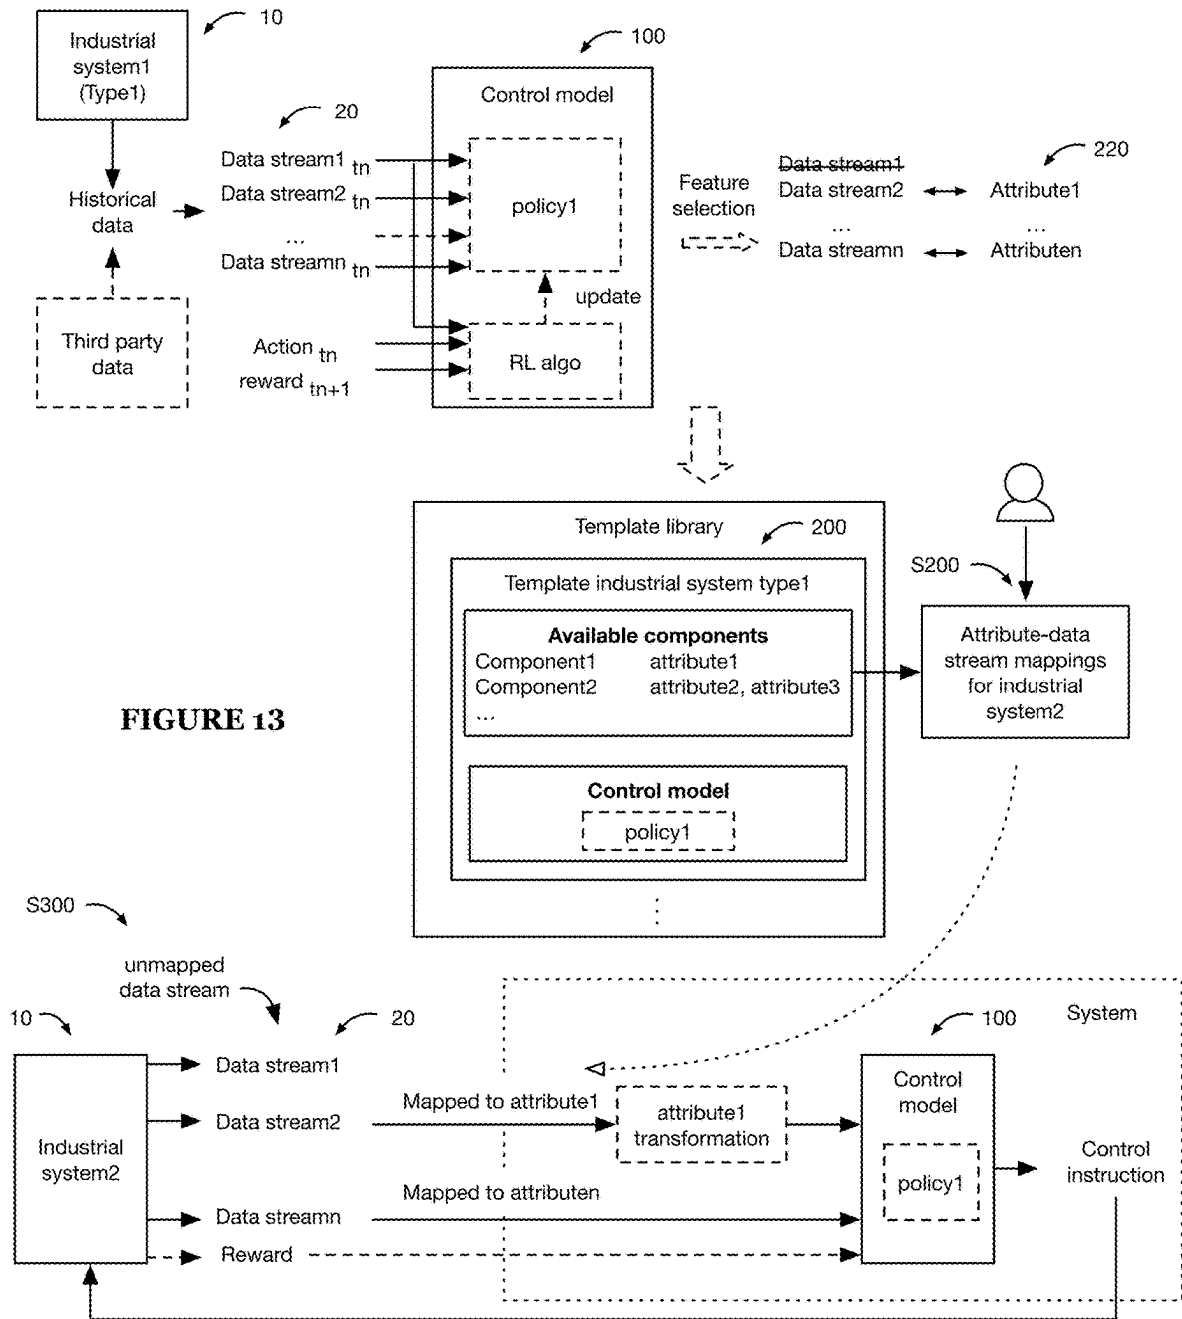 10
Industrial
system1
(Type1)
100
Control model
20
Data stream1 tn
Data stream2 tn
...
Data streamn tn
policy1
Historical
data
Feature
selection
220
Data stream1
Data stream2
Attribute1
...
...
Data streamn
Attributen
update
Third party
data
Action tn
reward tn+1
RL algo
Template library
200
Template industrial system type1
Available components
Component1 attribute1
Component2 attribute2, attribute3
...
Control model
policy1
S200
Attribute-data
stream mappings
for industrial
system2
FIGURE 13
S300
unmapped
data stream
10
20
100
System
Industrial
system2
Data stream1
Data stream2
Mapped to attribute1
attribute1
transformation
Control
model
policy1
Control
instruction
Mapped to attributen
Data streamn
Reward